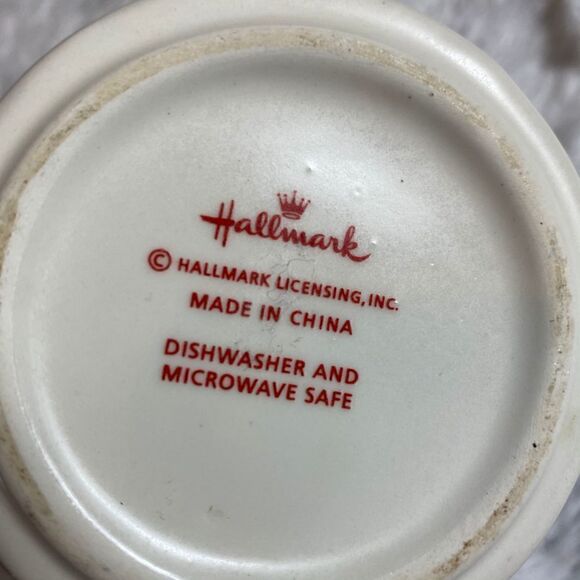 Hallmark
© HALLMARK LICENSING, INC.
MADE IN CHINA
DISHWASHER AND
MICROWAVE SAFE